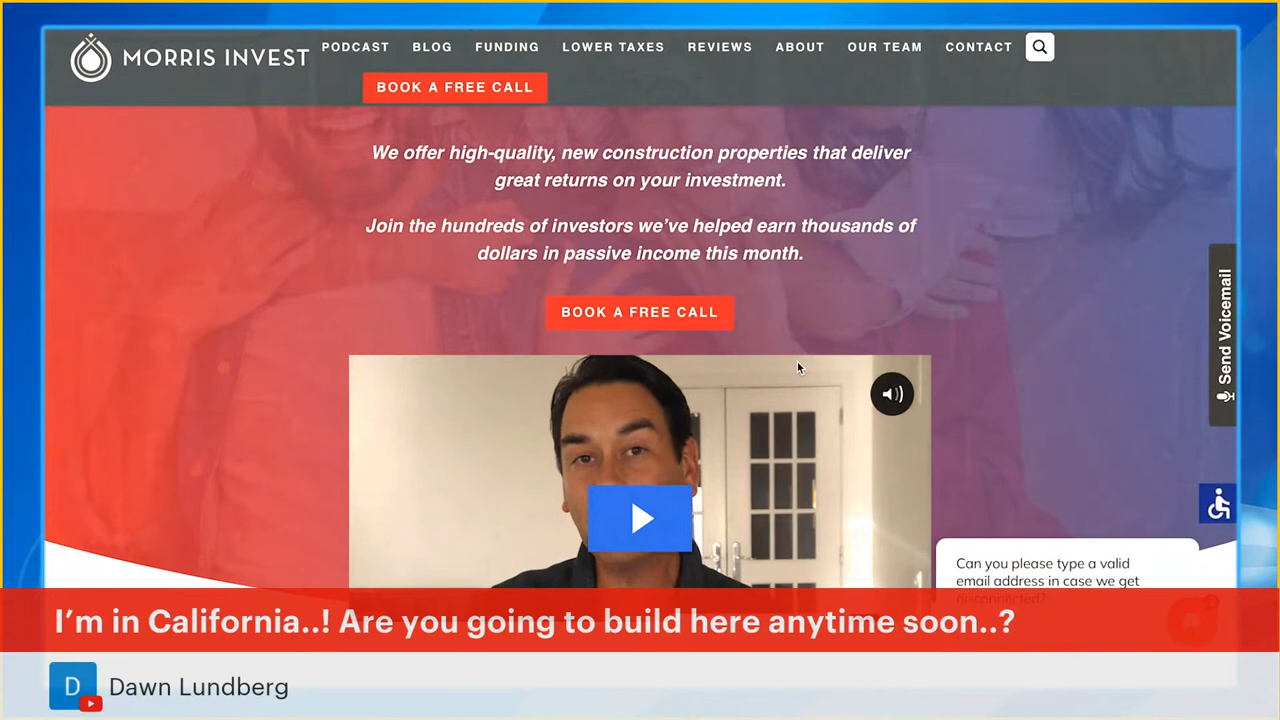 MORRIS INVEST
PODCAST BLOG FUNDING LOWER TAXES REVIEWS ABOUT OUR TEAM CONTACT
BOOK A FREE CALL
We offer high-quality, new construction properties that deliver
great returns on your investment.
Join the hundreds of investors we've helped earn thousands of
dollars in passive income this month.
BOOK A FREE CALL
Send Voicemail
Can you please type a valid
email address in case we get
disconnected?
I'm in California..! Are you going to build here anytime soon..?
D
Dawn Lundberg